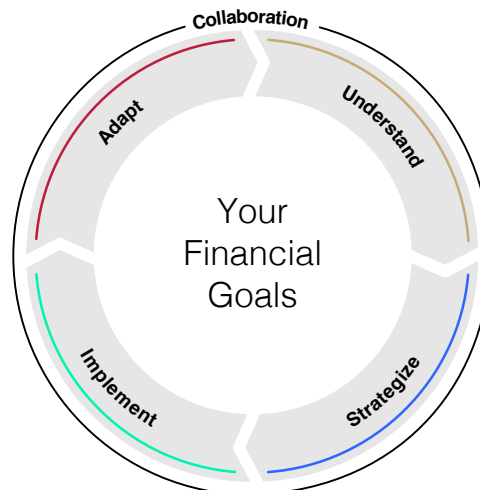 Collaboration
Adapt
Understand
Your
Financial
Goals
Implement
Strategize